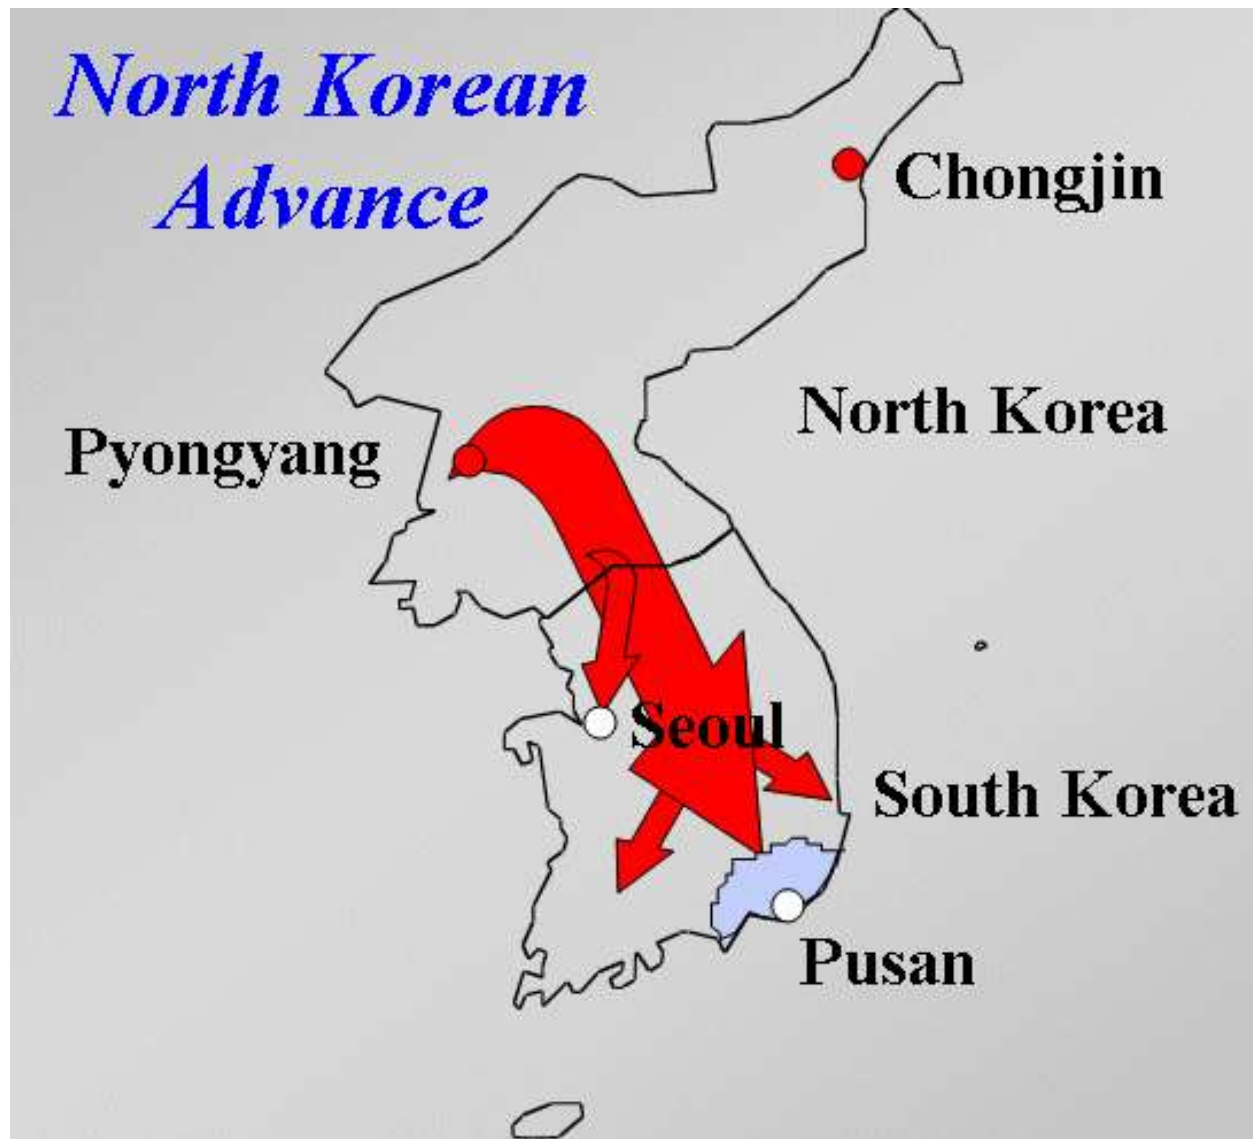 North Korean
Advance
Chongjin
North Korea
Pyongyang
Seoul
South Korea
Pusan